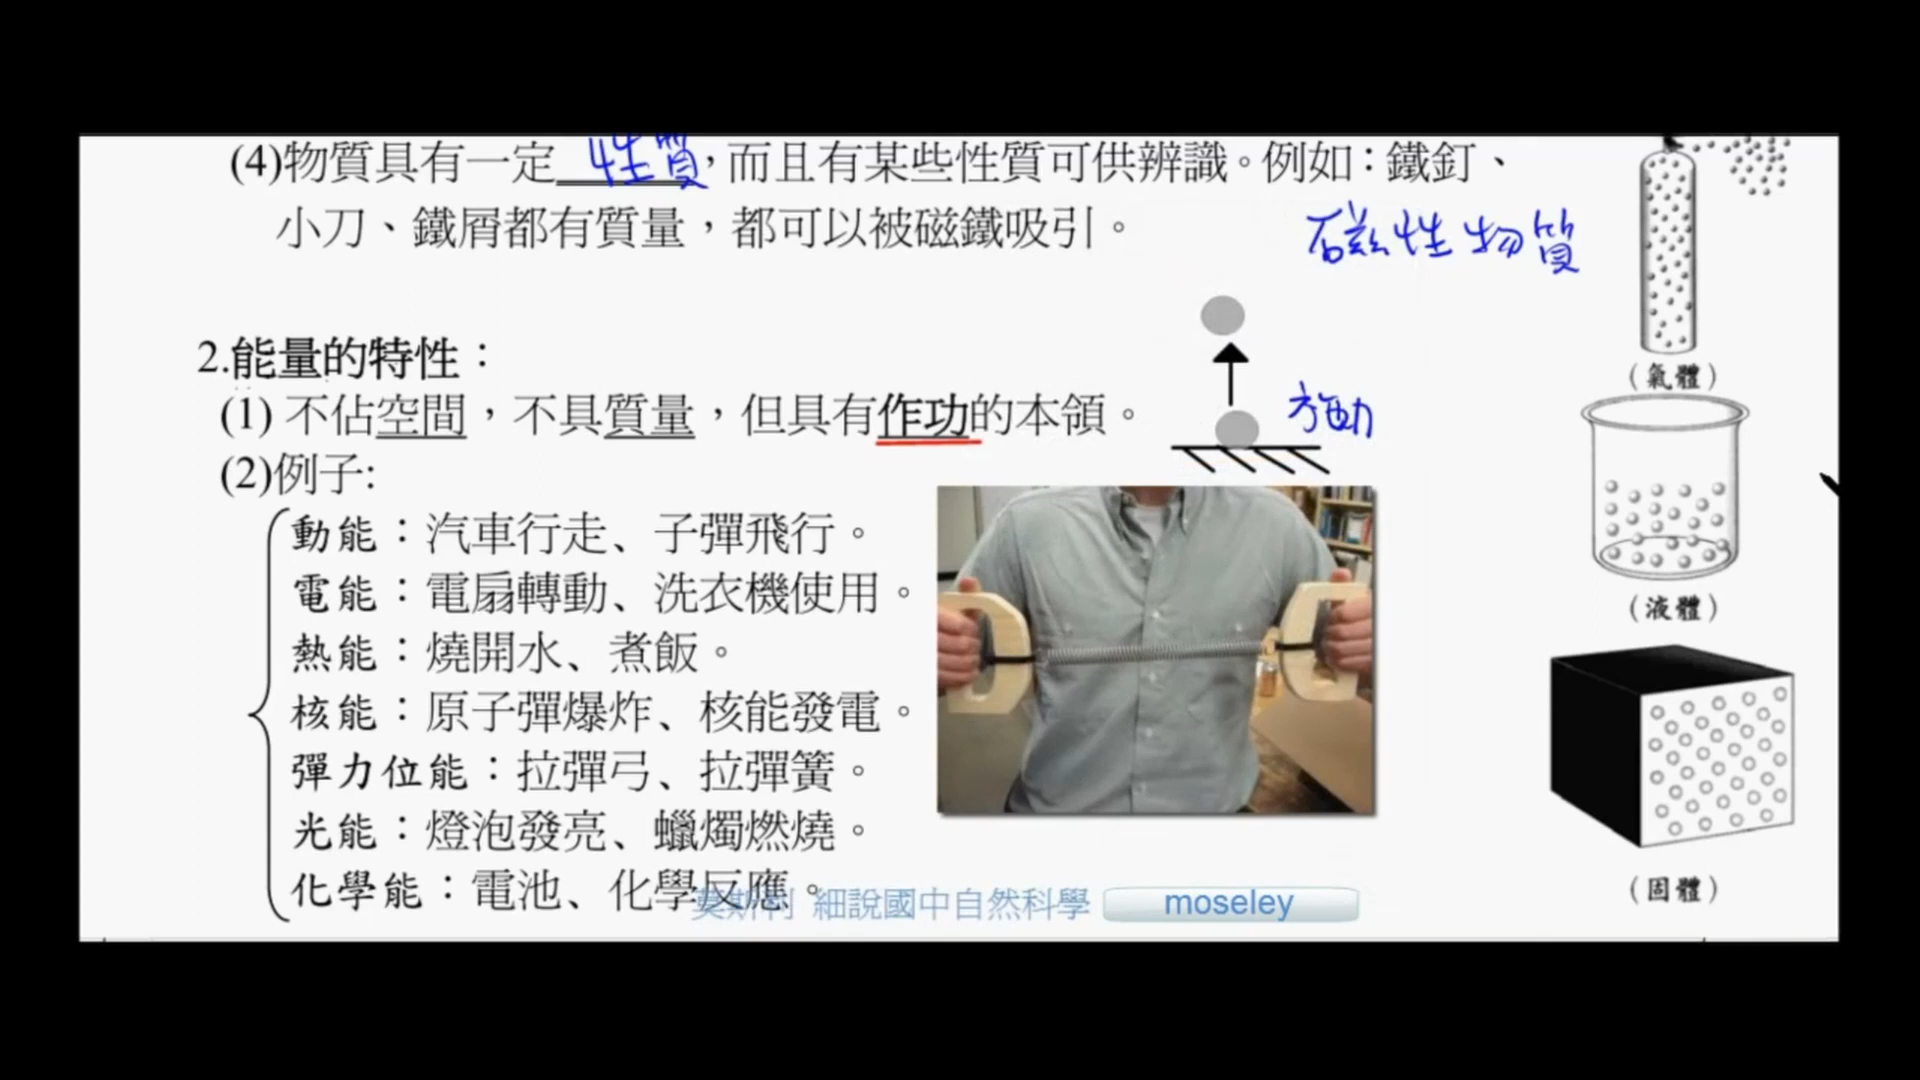 (4)物質具有一定性質，而且有某些性質可供辨識。例如：鐵釘、
小刀、鐵屑都有質量，都可以被磁鐵吸引。
磁性物質
2.能量的特性：
(1) 不佔空間，不具質量，但具有作功的本領。
(2)例子:
動能：汽車行走、子彈飛行。
電能：電扇轉動、洗衣機使用。
熱能：燒開水、煮飯。
核能：原子彈爆炸、核能發電。
彈力位能：拉彈弓、拉彈簧。
光能：燈泡發亮、蠟燭燃燒。
化學能：電池、化學反應。
莫斯利 細說國中自然科學 moseley
(氣體)
(液體)
(固體)